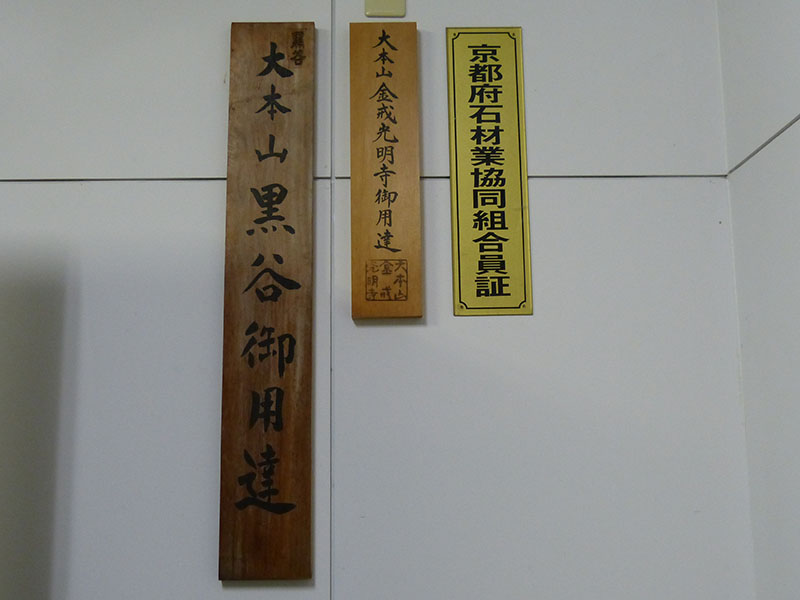 京都府石材業協同組合員証
大本山金戒光明寺御用達
大本山
金戒
光明寺
黒谷
大本山黒谷御用達